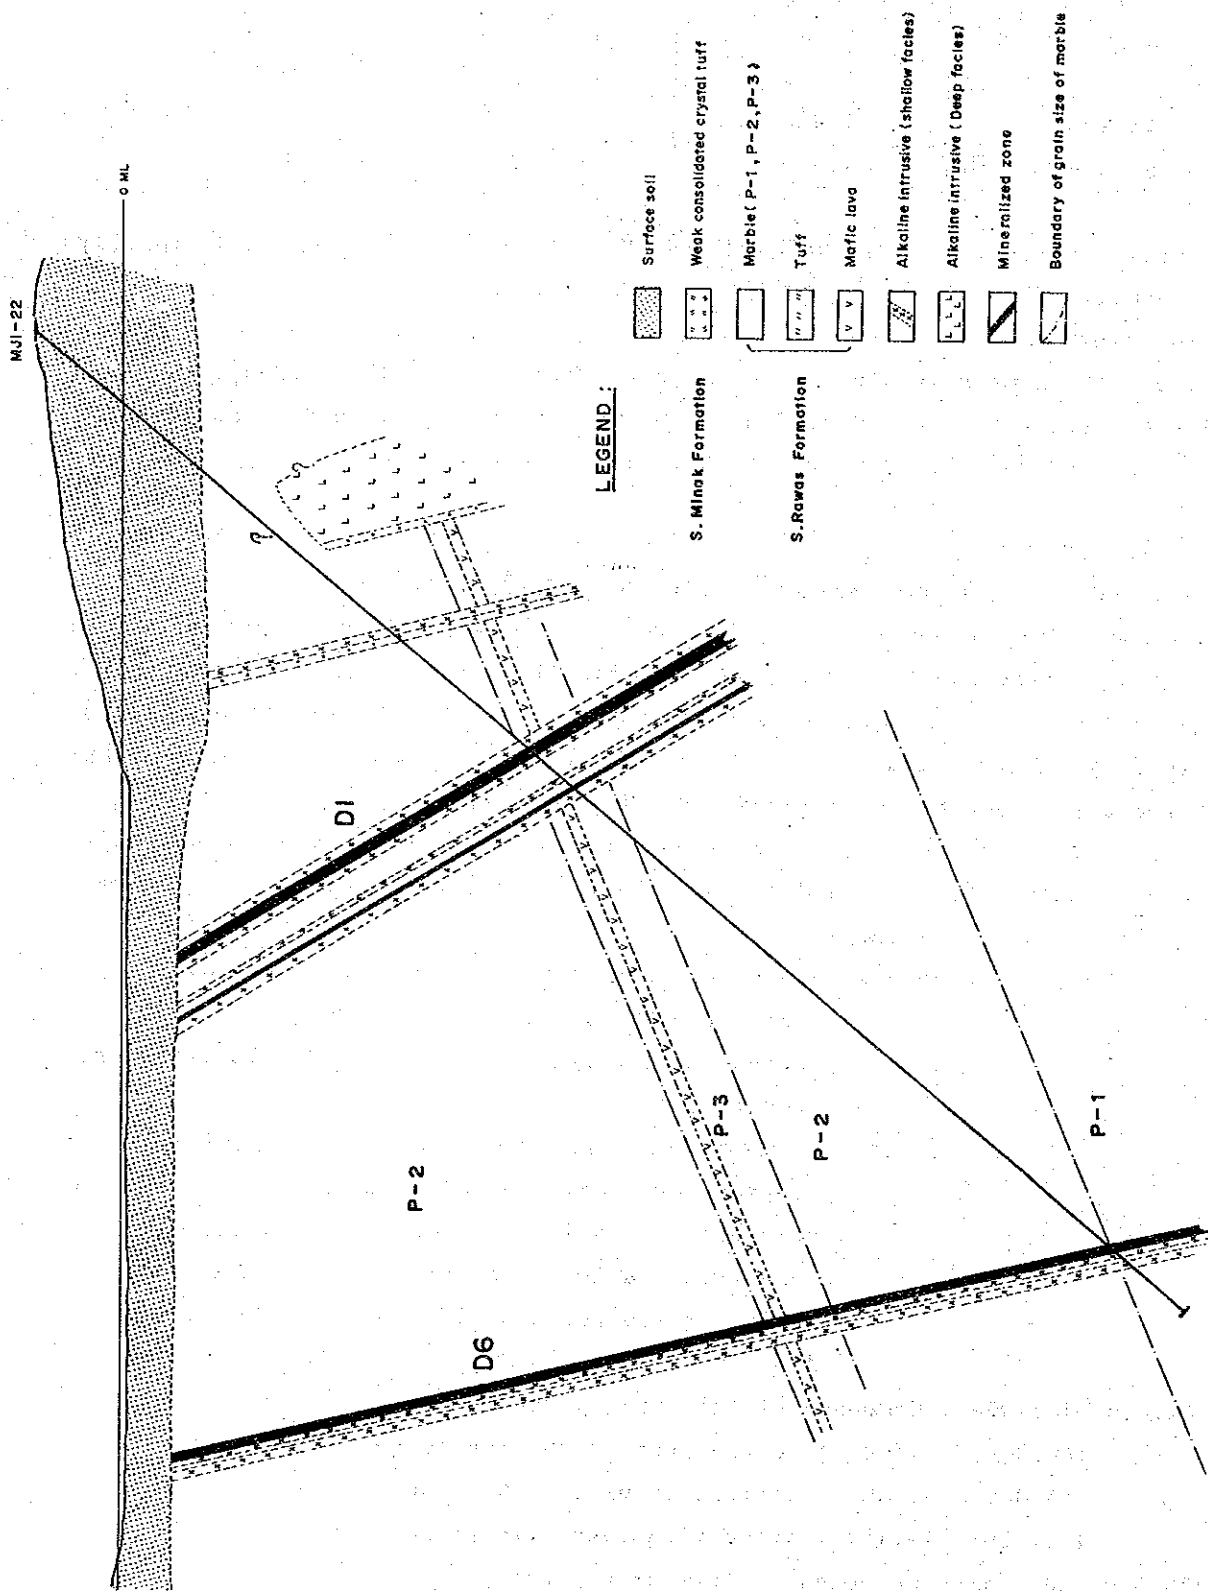 MJI-22
0 ML
D1
P-2
P-3
P-2
D6
P-1
LEGEND :
Surface soil
S. Minak Formation
Weak consolidated crystal tuff
S. Rawas Formation
Marble ( P-1 , P-2 , P-3 )
Tuff
Mafic lava
Alkaline intrusive (shallow facies)
Alkaline intrusive ( Deep facies)
Mineralized zone
Boundary of grain size of marble